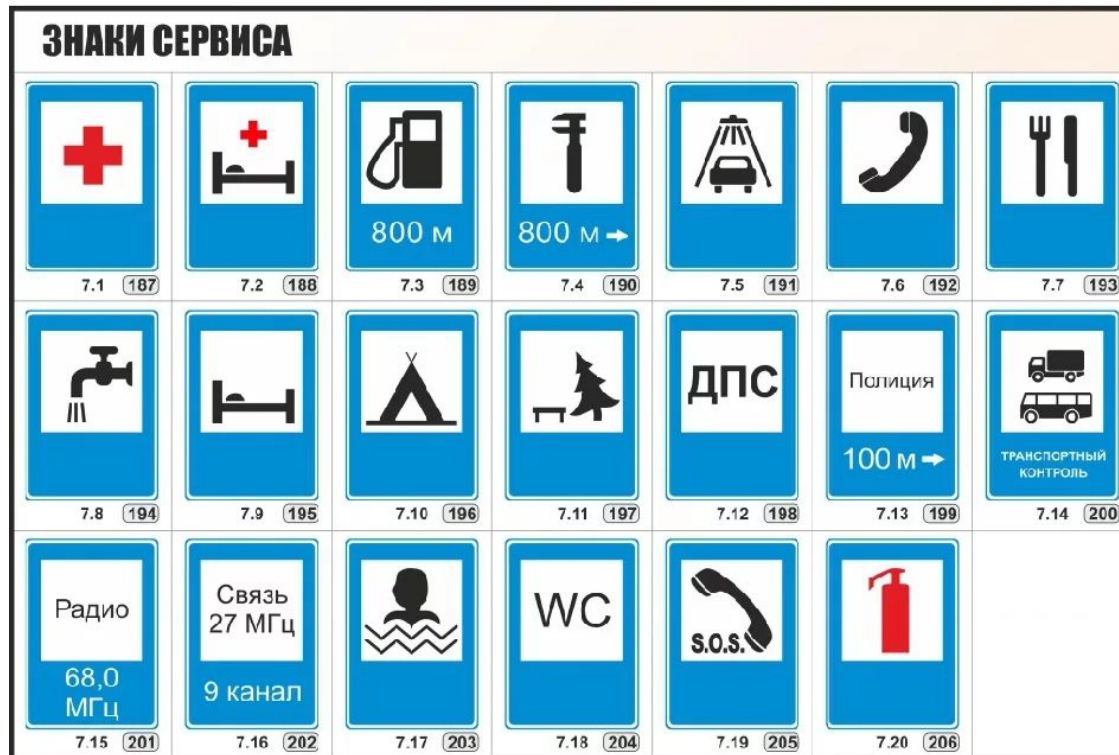 ЗНАКИ СЕРВИСА
800 м
800 м
7.1 187
7.2 188
7.3 189
7.4 190
7.5 191
7.6 192
7.7 193
ДПС
Полиция
100 м
ТРАНСПОРТНЫЙ
КОНТРОЛЬ
7.8 194
7.9 195
7.10 196
7.11 197
7.12 198
7.13 199
7.14 200
Радио
68,0
МГц
Связь
27 МГц
9 канал
WC
S.O.S.
7.15 201
7.16 202
7.17 203
7.18 204
7.19 205
7.20 206